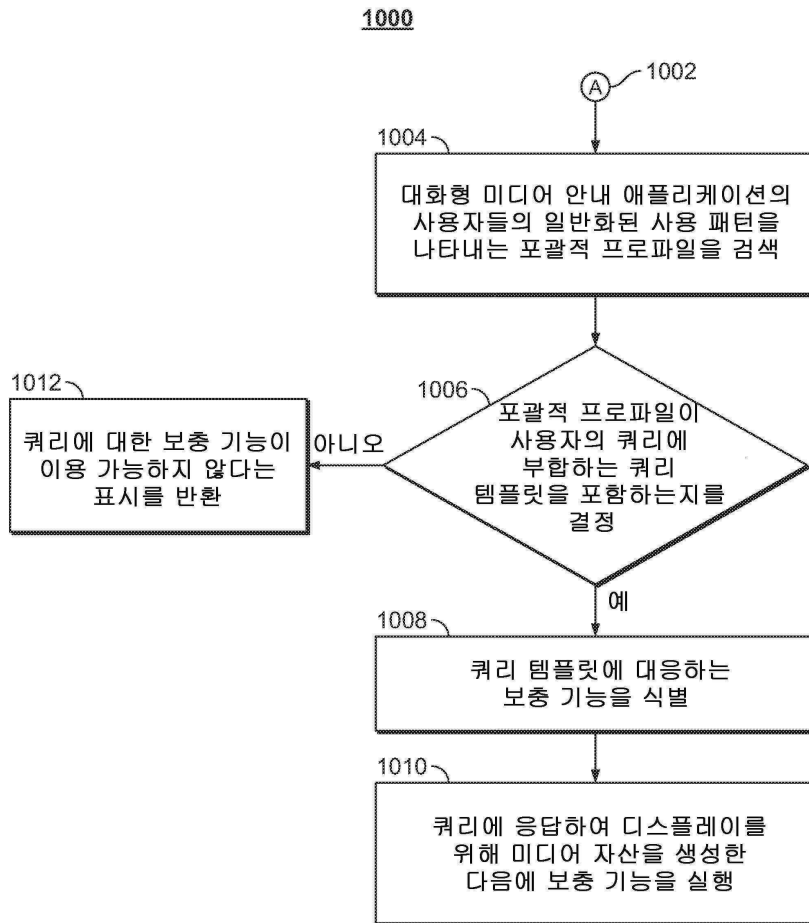 1000
A
1002
1004
대화형 미디어 안내 애플리케이션의
사용자들의 일반화된 사용 패턴을
나타내는 포괄적 프로파일을 검색
1006
포괄적 프로파일이
사용자의 쿼리에
부합하는 쿼리
템플릿을 포함하는지를
결정
아니오
1012
쿼리에 대한 보충 기능이
이용 가능하지 않다는
표시를 반환
예
1008
쿼리 템플릿에 대응하는
보충 기능을 식별
1010
쿼리에 응답하여 디스플레이를
위해 미디어 자산을 생성한
다음에 보충 기능을 실행